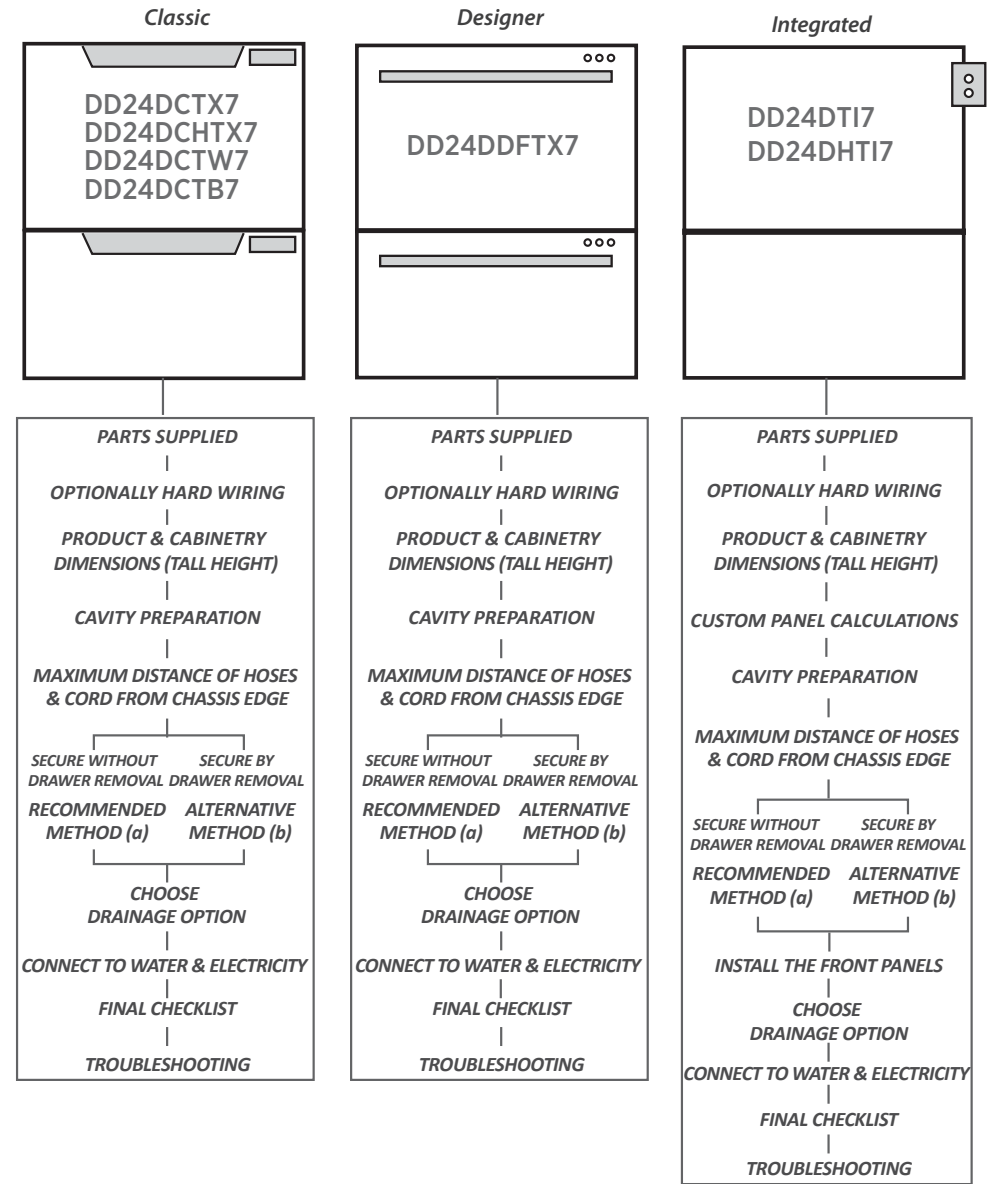 Classic
DD24DCTX7
DD24DCHTX7
DD24DCTW7
DD24DCTB7
PARTS SUPPLIED
OPTIONALLY HARD WIRING
PRODUCT & CABINETRY
DIMENSIONS (TALL HEIGHT)
CAVITY PREPARATION
MAXIMUM DISTANCE OF HOSES
& CORD FROM CHASSIS EDGE
SECURE WITHOUT
DRAWER REMOVAL
RECOMMENDED
METHOD (a)
SECURE BY
DRAWER REMOVAL
ALTERNATIVE
METHOD (b)
CHOOSE
DRAINAGE OPTION
CONNECT TO WATER & ELECTRICITY
FINAL CHECKLIST
TROUBLESHOOTING
Designer
DD24DDFTX7
PARTS SUPPLIED
OPTIONALLY HARD WIRING
PRODUCT & CABINETRY
DIMENSIONS (TALL HEIGHT)
CAVITY PREPARATION
MAXIMUM DISTANCE OF HOSES
& CORD FROM CHASSIS EDGE
SECURE WITHOUT
DRAWER REMOVAL
RECOMMENDED
METHOD (a)
SECURE BY
DRAWER REMOVAL
ALTERNATIVE
METHOD (b)
CHOOSE
DRAINAGE OPTION
CONNECT TO WATER & ELECTRICITY
FINAL CHECKLIST
TROUBLESHOOTING
Integrated
DD24DTI7
DD24DHTI7
PARTS SUPPLIED
OPTIONALLY HARD WIRING
PRODUCT & CABINETRY
DIMENSIONS (TALL HEIGHT)
CUSTOM PANEL CALCULATIONS
CAVITY PREPARATION
MAXIMUM DISTANCE OF HOSES
& CORD FROM CHASSIS EDGE
SECURE WITHOUT
DRAWER REMOVAL
RECOMMENDED
METHOD (a)
SECURE BY
DRAWER REMOVAL
ALTERNATIVE
METHOD (b)
INSTALL THE FRONT PANELS
CHOOSE
DRAINAGE OPTION
CONNECT TO WATER & ELECTRICITY
FINAL CHECKLIST
TROUBLESHOOTING